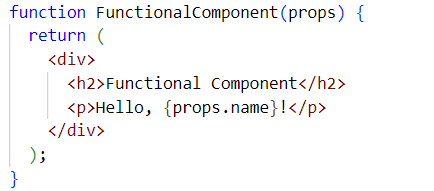 function FunctionalComponent(props) {
  return (
    <div>
      <h2>Functional Component</h2>
      <p>Hello, {props.name}!</p>
    </div>
  );
}